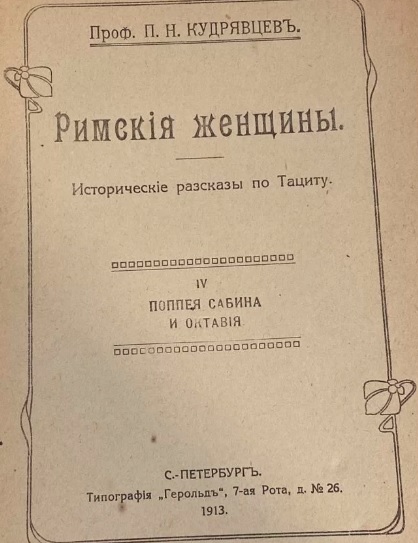 Проф. П. Н. КУДРЯВЦЕВЪ.
Римскія женщины.
Историческіе разсказы по Тациту.
IV
ПОППЕЯ САБИНА
И ОКТАВІЯ
С.-ПЕТЕРБУРГЪ.
Типографія „Герольдъ“, 7-ая Рота, д. № 26.
1913.